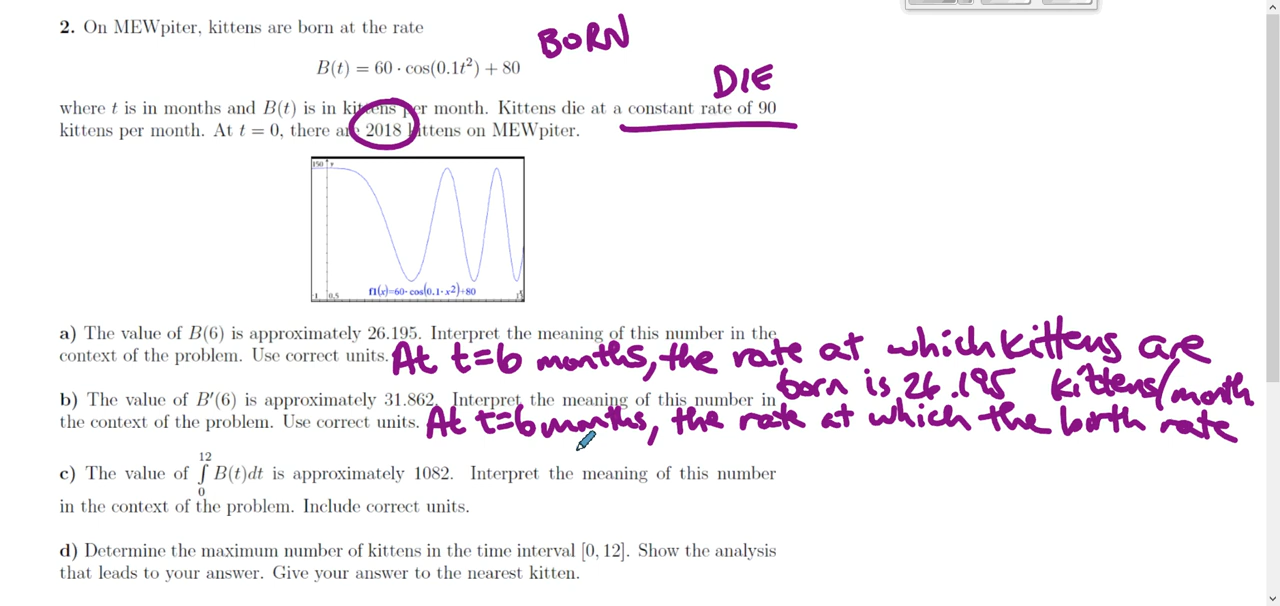 2. On MEWpiter, kittens are born at the rate
BORN
B(t) = 60 · cos(0.1t²) + 80
DIE
where t is in months and B(t) is in kittens per month. Kittens die at a constant rate of 90
kittens per month. At t = 0, there are 2018 kittens on MEWpiter.
150 y
f1(x)=60·cos(0.1·x²)+80
-1 0.5
a) The value of B(6) is approximately 26.195. Interpret the meaning of this number in the
context of the problem. Use correct units. At t=6 months, the rate at which kittens are
born is 26.195 kittens/month
b) The value of B′(6) is approximately 31.862. Interpret the meaning of this number in
the context of the problem. Use correct units. At t=6 months, the rate at which the birth rate
c) The value of ∫₀¹² B(t)dt is approximately 1082. Interpret the meaning of this number
in the context of the problem. Include correct units.
d) Determine the maximum number of kittens in the time interval [0, 12]. Show the analysis
that leads to your answer. Give your answer to the nearest kitten.